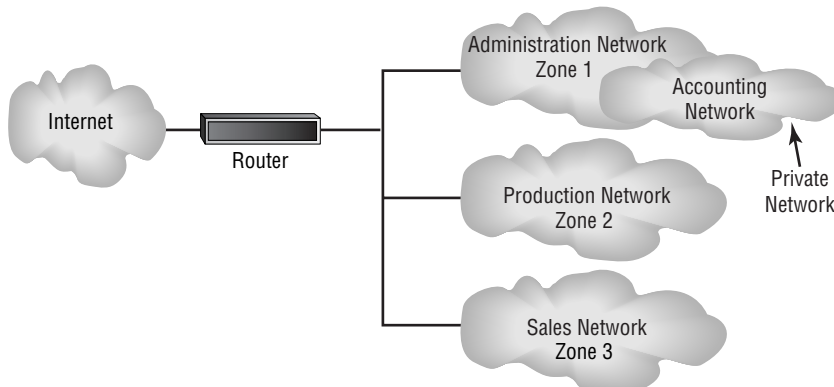 Administration Network
Zone 1
Accounting
Network
Internet
Router
Private
Network
Production Network
Zone 2
Sales Network
Zone 3